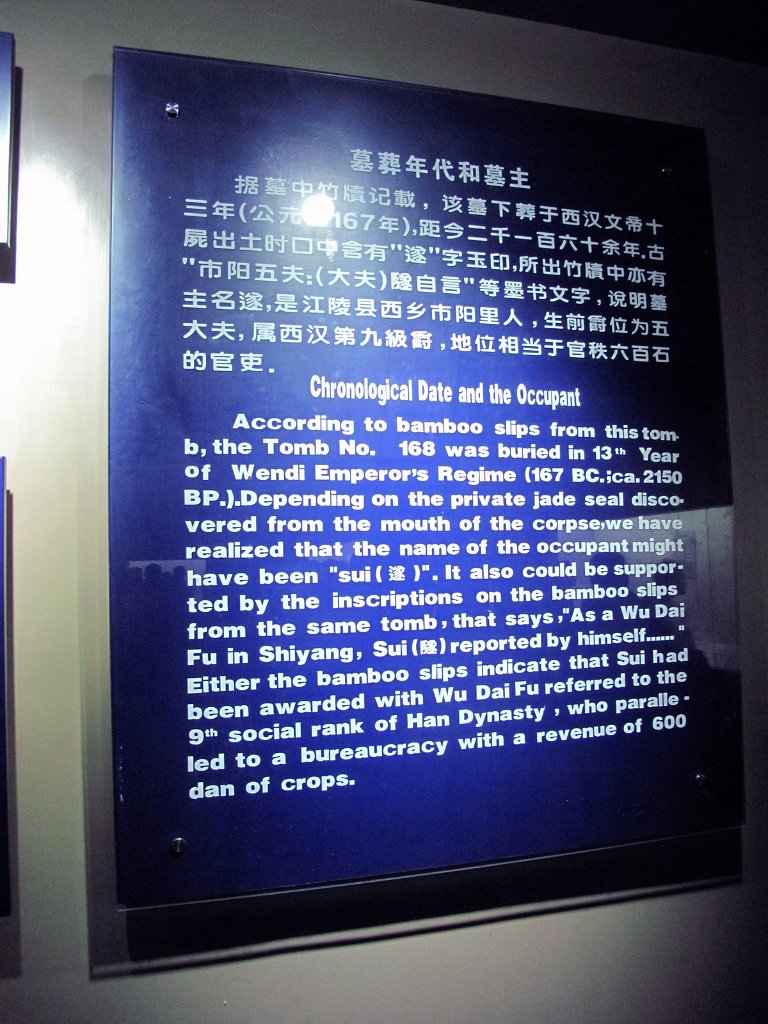 墓葬年代和墓主
据墓中竹牍记載，该墓下葬于西汉文帝十
三年(公元 167年),距今二千一百六十余年.古
屍出土时口中含有"遂"字玉印,所出竹牍中亦有
"市阳五夫:(大夫)隧自言"等墨书文字，说明墓
主名遂,是江陵县西乡市阳里人，生前爵位为五
大夫,属西汉第九級爵,地位相当于官秩六百石
的官吏.
Chronological Date and the Occupant
According to bamboo slips from this tom-
b, the Tomb No. 168 was buried in 13th Year
of Wendi Emperor's Regime (167 BC.;ca. 2150
BP.).Depending on the private jade seal disco-
vered from the mouth of the corpse,we have
realized that the name of the occupant might
have been "sui( 遂 )". It also could be suppor-
ted by the inscriptions on the bamboo slips
from the same tomb, that says,"As a Wu Dai
Fu in Shiyang, Sui(隧) reported by himself...... "
Either the bamboo slips indicate that Sui had
been awarded with Wu Dai Fu referred to the
9th social rank of Han Dynasty , who paralle-
led to a bureaucracy with a revenue of 600
dan of crops.